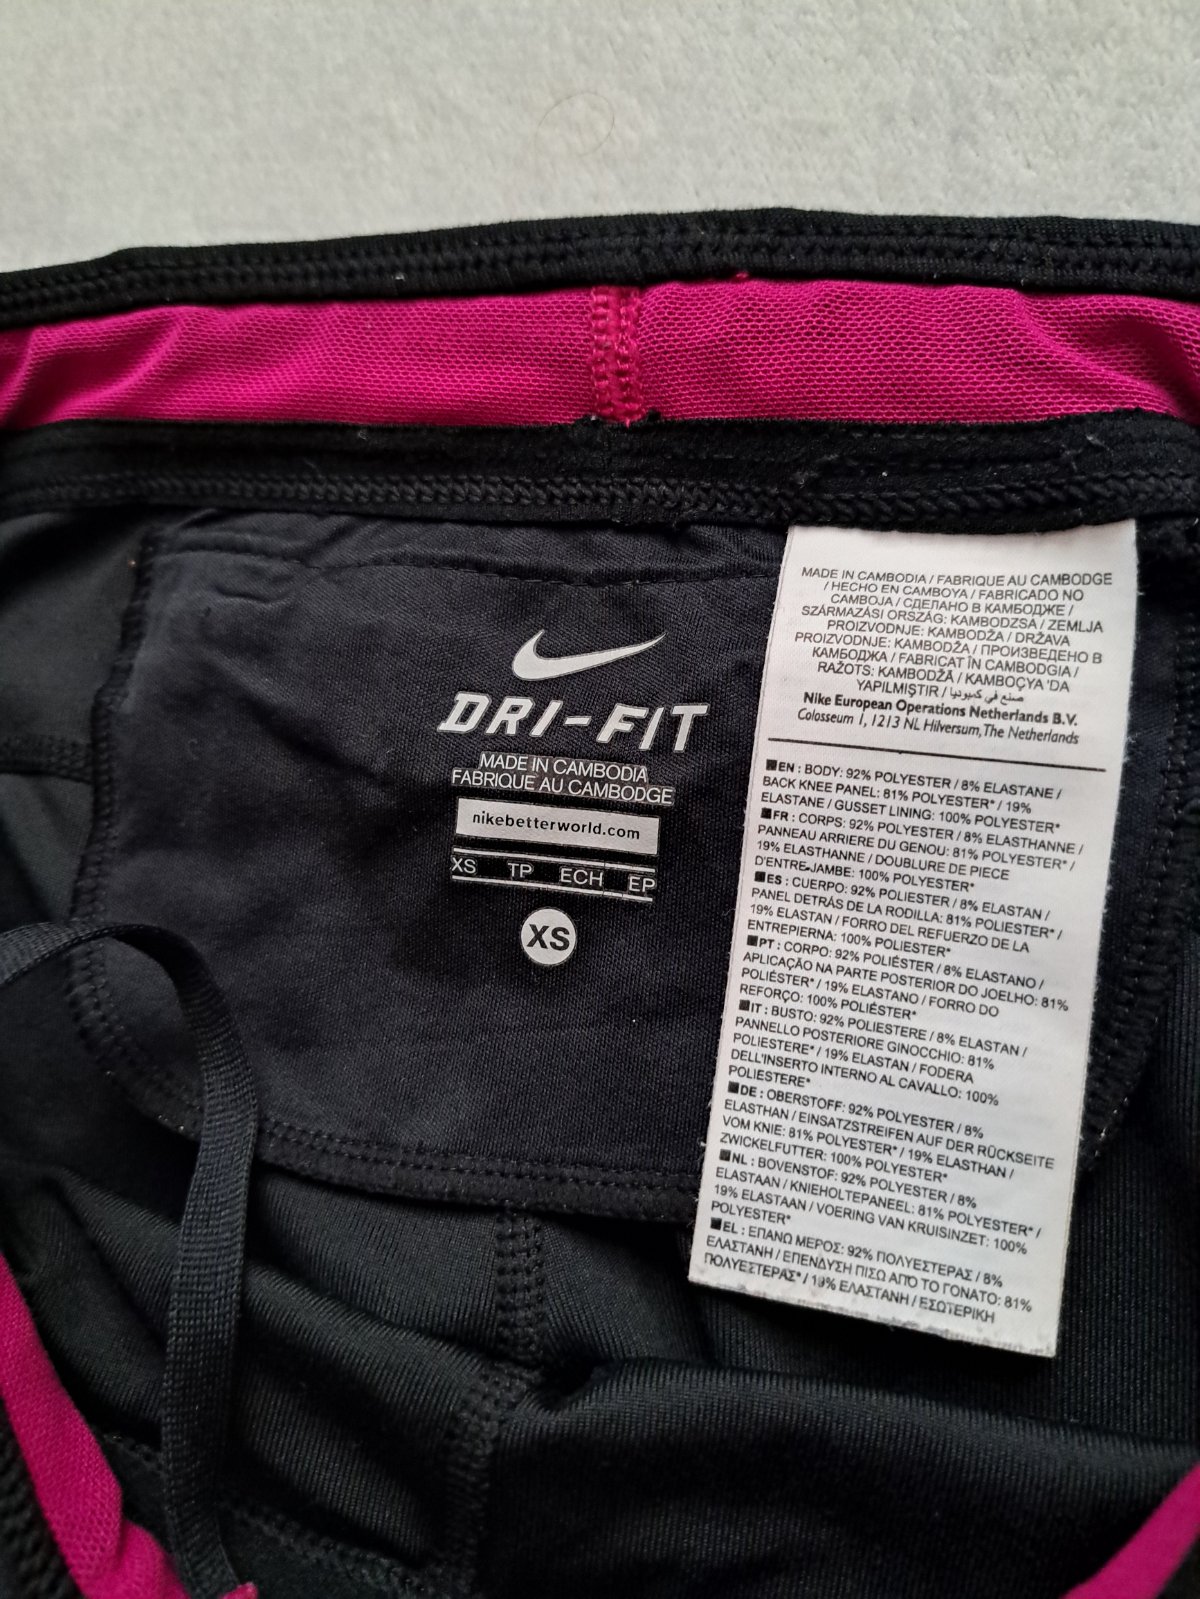 DRI-FIT
MADE IN CAMBODIA
FABRIQUE AU CAMBODGE
nikebetterworld.com
XS TP ECH EP
XS
MADE IN CAMBODIA / FABRIQUE AU CAMBODGE
/ HECHO EN CAMBOYA / FABRICADO NO
CAMBOJA / СДЕЛАНО В КАМБОДЖЕ /
SZÁRMAZÁSI ORSZÁG: KAMBODZSA / ZEMLJA
PROIZVODNJE: KAMBODŽA / DRŽAVA
PROIZVODNJE: KAMBODŽA / ПРОИЗВЕДЕНО В
КАМБОДЖА / FABRICAT ÎN CAMBODGIA /
RAŽOTS: KAMBODŽĀ / KAMBOÇYA 'DA
YAPILMIŞTIR / صنع في كمبوديا
Nike European Operations Netherlands B.V.
Colosseum 1, 1213 NL Hilversum, The Netherlands
EN : BODY: 92% POLYESTER / 8% ELASTANE /
BACK KNEE PANEL: 81% POLYESTER* / 19%
ELASTANE / GUSSET LINING: 100% POLYESTER*
FR : CORPS: 92% POLYESTER / 8% ELASTHANNE /
PANNEAU ARRIERE DU GENOU: 81% POLYESTER* /
19% ELASTHANNE / DOUBLURE DE PIECE
D'ENTRE-JAMBE: 100% POLYESTER*
ES : CUERPO: 92% POLIESTER / 8% ELASTAN /
PANEL DETRÁS DE LA RODILLA: 81% POLIESTER* /
19% ELASTAN / FORRO DEL REFUERZO DE LA
ENTREPIERNA: 100% POLIESTER*
PT : CORPO: 92% POLIÉSTER / 8% ELASTANO /
APLICAÇÃO NA PARTE POSTERIOR DO JOELHO: 81%
POLIÉSTER* / 19% ELASTANO / FORRO DO
REFORÇO: 100% POLIÉSTER*
IT : BUSTO: 92% POLIESTERE / 8% ELASTAN /
PANNELLO POSTERIORE GINOCCHIO: 81%
POLIESTERE* / 19% ELASTAN / FODERA
DELL'INSERTO INTERNO AL CAVALLO: 100%
POLIESTERE*
DE : OBERSTOFF: 92% POLYESTER / 8%
ELASTHAN / EINSATZSTREIFEN AUF DER RÜCKSEITE
VOM KNIE: 81% POLYESTER* / 19% ELASTHAN /
ZWICKELFUTTER: 100% POLYESTER*
NL : BOVENSTOF: 92% POLYESTER / 8%
ELASTAAN / KNIEHOLTEPANEEL: 81% POLYESTER* /
19% ELASTAAN / VOERING VAN KRUISINZET: 100%
POLYESTER*
EL : ΕΠΑΝΩ ΜΕΡΟΣ: 92% ΠΟΛΥΕΣΤΕΡΑΣ / 8%
ΕΛΑΣΤΑΝΗ / ΕΠΕΝΔΥΣΗ ΠΙΣΩ ΑΠΟ ΤΟ ΓΟΝΑΤΟ: 81%
ΠΟΛΥΕΣΤΕΡΑΣ* / 19% ΕΛΑΣΤΑΝΗ / ΕΣΩΤΕΡΙΚΗ